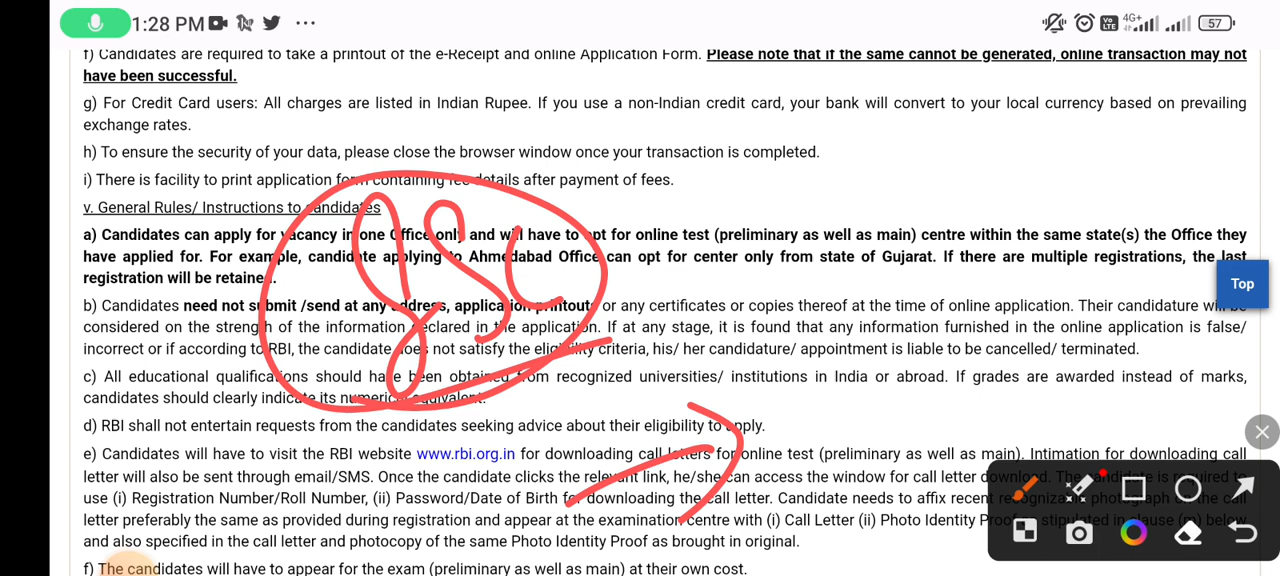 1:28 PM
4G+
Vo LTE
57
f) Candidates are required to take a printout of the e-Receipt and online Application Form. Please note that if the same cannot be generated, online transaction may not
have been successful.
g) For Credit Card users: All charges are listed in Indian Rupee. If you use a non-Indian credit card, your bank will convert to your local currency based on prevailing
exchange rates.
h) To ensure the security of your data, please close the browser window once your transaction is completed.
i) There is facility to print application form containing fee details after payment of fees.
v. General Rules/ Instructions to candidates
a) Candidates can apply for vacancy in one Office only and will have to opt for online test (preliminary as well as main) centre within the same state(s) the Office they
have applied for. For example, candidate applying to Ahmedabad Office can opt for center only from state of Gujarat. If there are multiple registrations, the last
registration will be retained.
Top
b) Candidates need not submit /send at any address, application printouts or any certificates or copies thereof at the time of online application. Their candidature will be
considered on the strength of the information declared in the application. If at any stage, it is found that any information furnished in the online application is false/
incorrect or if according to RBI, the candidate does not satisfy the eligibility criteria, his/ her candidature/ appointment is liable to be cancelled/ terminated.
c) All educational qualifications should have been obtained from recognized universities/ institutions in India or abroad. If grades are awarded instead of marks,
candidates should clearly indicate its numerical equivalent.
d) RBI shall not entertain requests from the candidates seeking advice about their eligibility to apply.
e) Candidates will have to visit the RBI website www.rbi.org.in for downloading call letters for online test (preliminary as well as main). Intimation for downloading call
letter will also be sent through email/SMS. Once the candidate clicks the relevant link, he/she can access the window for call letter download. The candidate is required to
use (i) Registration Number/Roll Number, (ii) Password/Date of Birth for downloading the call letter. Candidate needs to affix recent recognizable photograph on the call
letter preferably the same as provided during registration and appear at the examination centre with (i) Call Letter (ii) Photo Identity Proof as stipulated in clause (m) below
and also specified in the call letter and phocopy of the same Photo Identity Proof as brought in original.
f) The candidates will have to appear for the exam (preliminary as well as main) at their own cost.